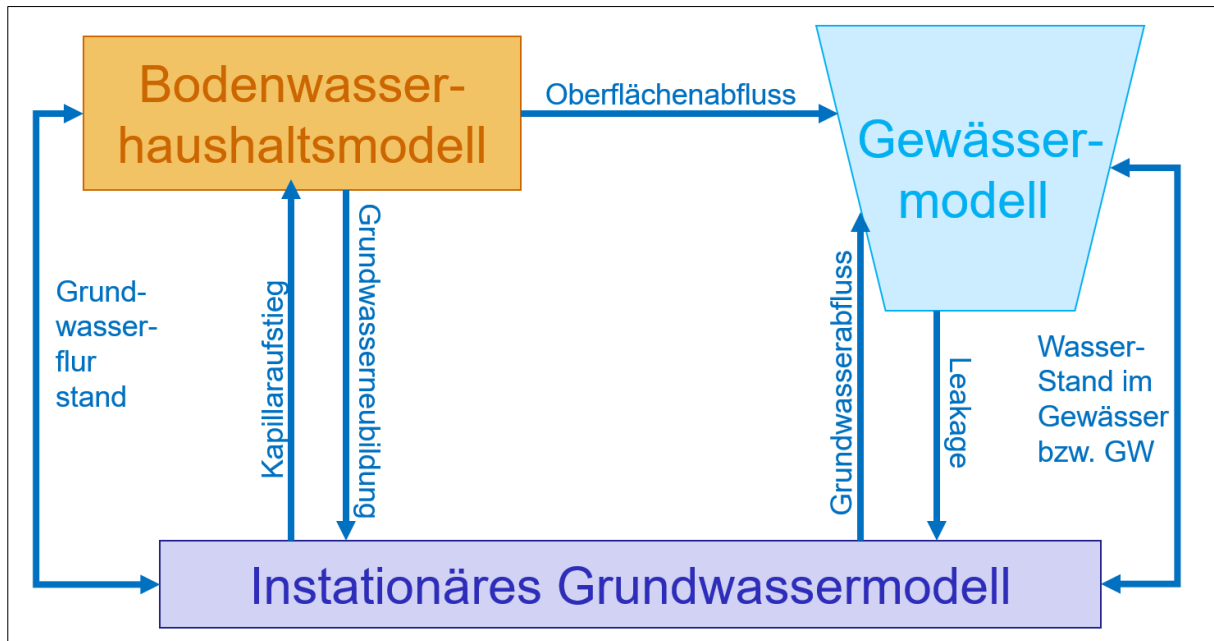 Bodenwasser-
haushaltsmodell
Oberflächenabfluss
Gewässer-
modell
Grund-
wasser-
flur
stand
Kapillaraufstieg
Grundwasserneubildung
Grundwasserabfluss
Leakage
Wasser-
Stand im
Gewässer
bzw. GW
Instationäres Grundwassermodell